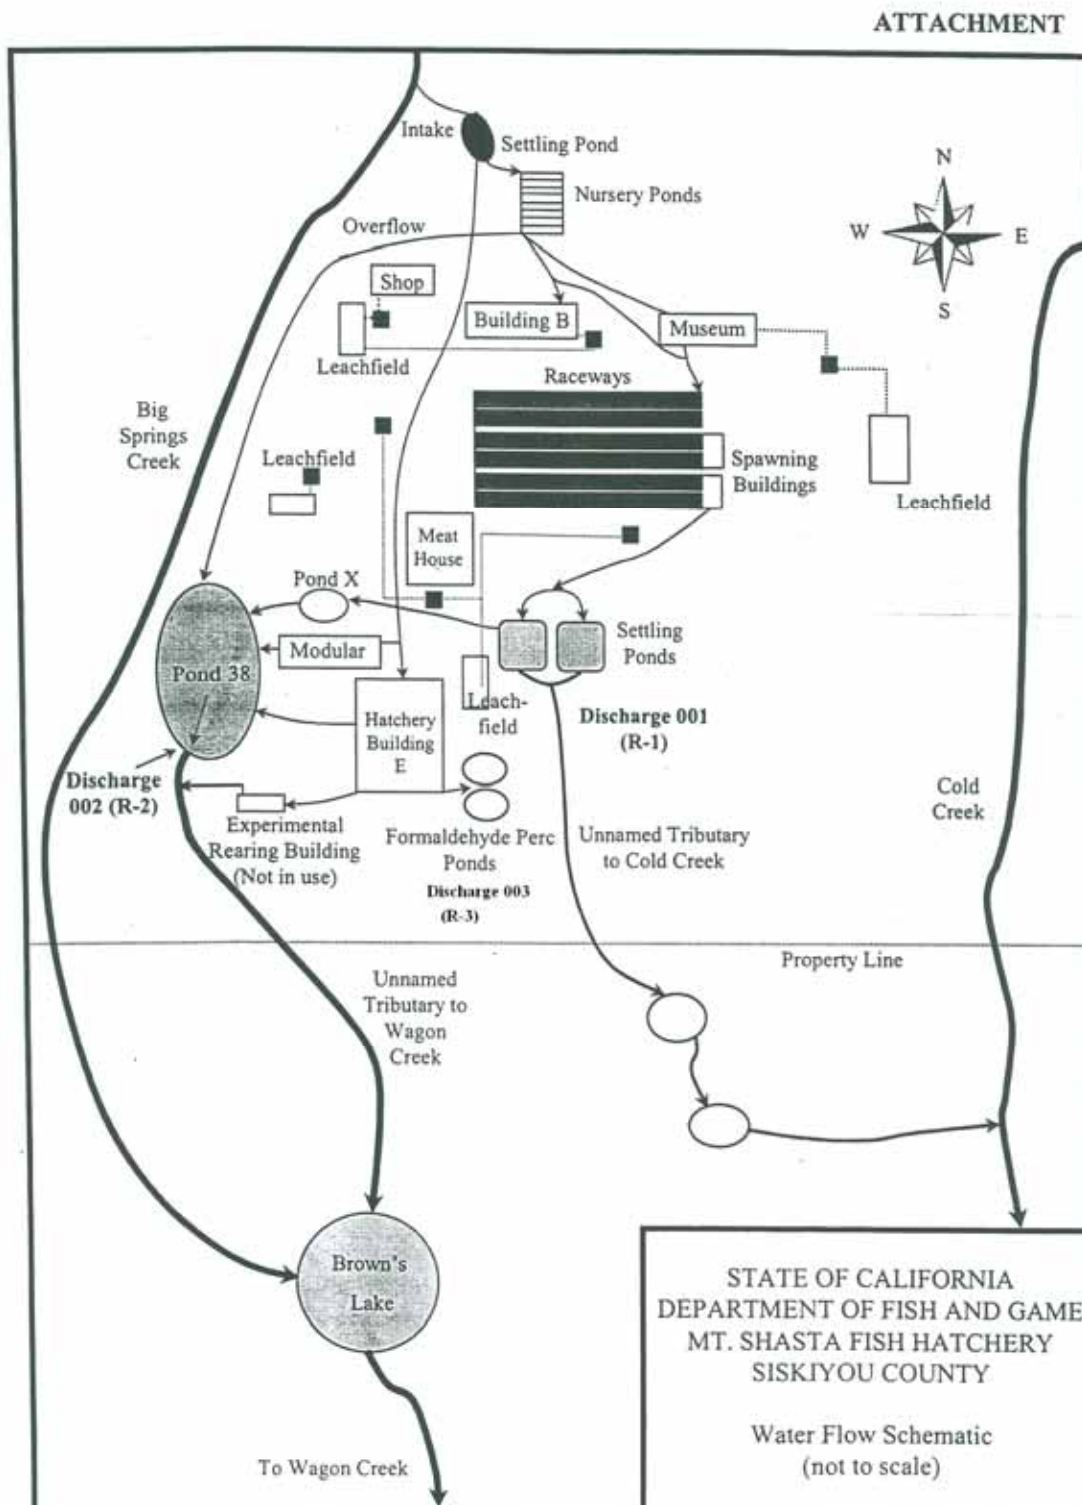 ATTACHMENT
Intake
Settling Pond
N
Nursery Ponds
Overflow
W
E
Shop
S
Building B
Museum
Leachfield
Raceways
Big
Springs
Creek
Leachfield
Spawning
Buildings
Leachfield
Meat
House
Pond X
Settling
Ponds
Modular
Pond 38
Leach-
field
Hatchery
Building
E
Discharge 001
(R-1)
Discharge
002 (R-2)
Cold
Creek
Experimental
Rearing Building
(Not in use)
Formaldehyde Perc
Ponds
Unnamed Tributary
to Cold Creek
Discharge 003
(R-3)
Property Line
Unnamed
Tributary to
Wagon
Creek
Brown's
Lake
STATE OF CALIFORNIA
DEPARTMENT OF FISH AND GAME
MT. SHASTA FISH HATCHERY
SISKIYOU COUNTY
Water Flow Schematic
(not to scale)
To Wagon Creek